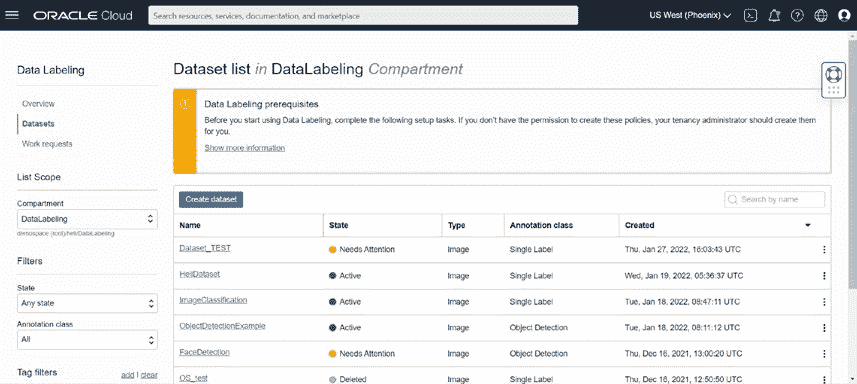 ORACLE Cloud
Search resources, services, documentation, and marketplace
US West (Phoenix)
Data Labeling
Overview
Datasets
Work requests
List Scope
Compartment
DataLabeling
demospace (root)/heli/DataLabeling
Filters
State
Any state
Annotation class
All
Tag filters add | clear
Dataset list in DataLabeling Compartment
Data Labeling prerequisites
Before you start using Data Labeling, complete the following setup tasks. If you don't have the permission to create these policies, your tenancy administrator should create them
for you.
Show more information
Create dataset
Search by name
Name State Type Annotation class Created
Dataset_TEST Needs Attention Image Single Label Thu, Jan 27, 2022, 16:03:43 UTC
HeliDataset Active Image Single Label Wed, Jan 19, 2022, 05:36:37 UTC
ImageClassification Active Image Single Label Tue, Jan 18, 2022, 08:47:11 UTC
ObjectDetectionExample Active Image Object Detection Tue, Jan 18, 2022, 08:11:12 UTC
FaceDetection Needs Attention Image Object Detection Thu, Dec 16, 2021, 13:00:20 UTC
OS_test Deleted Image Single Label Thu, Dec 16, 2021, 12:50:50 UTC